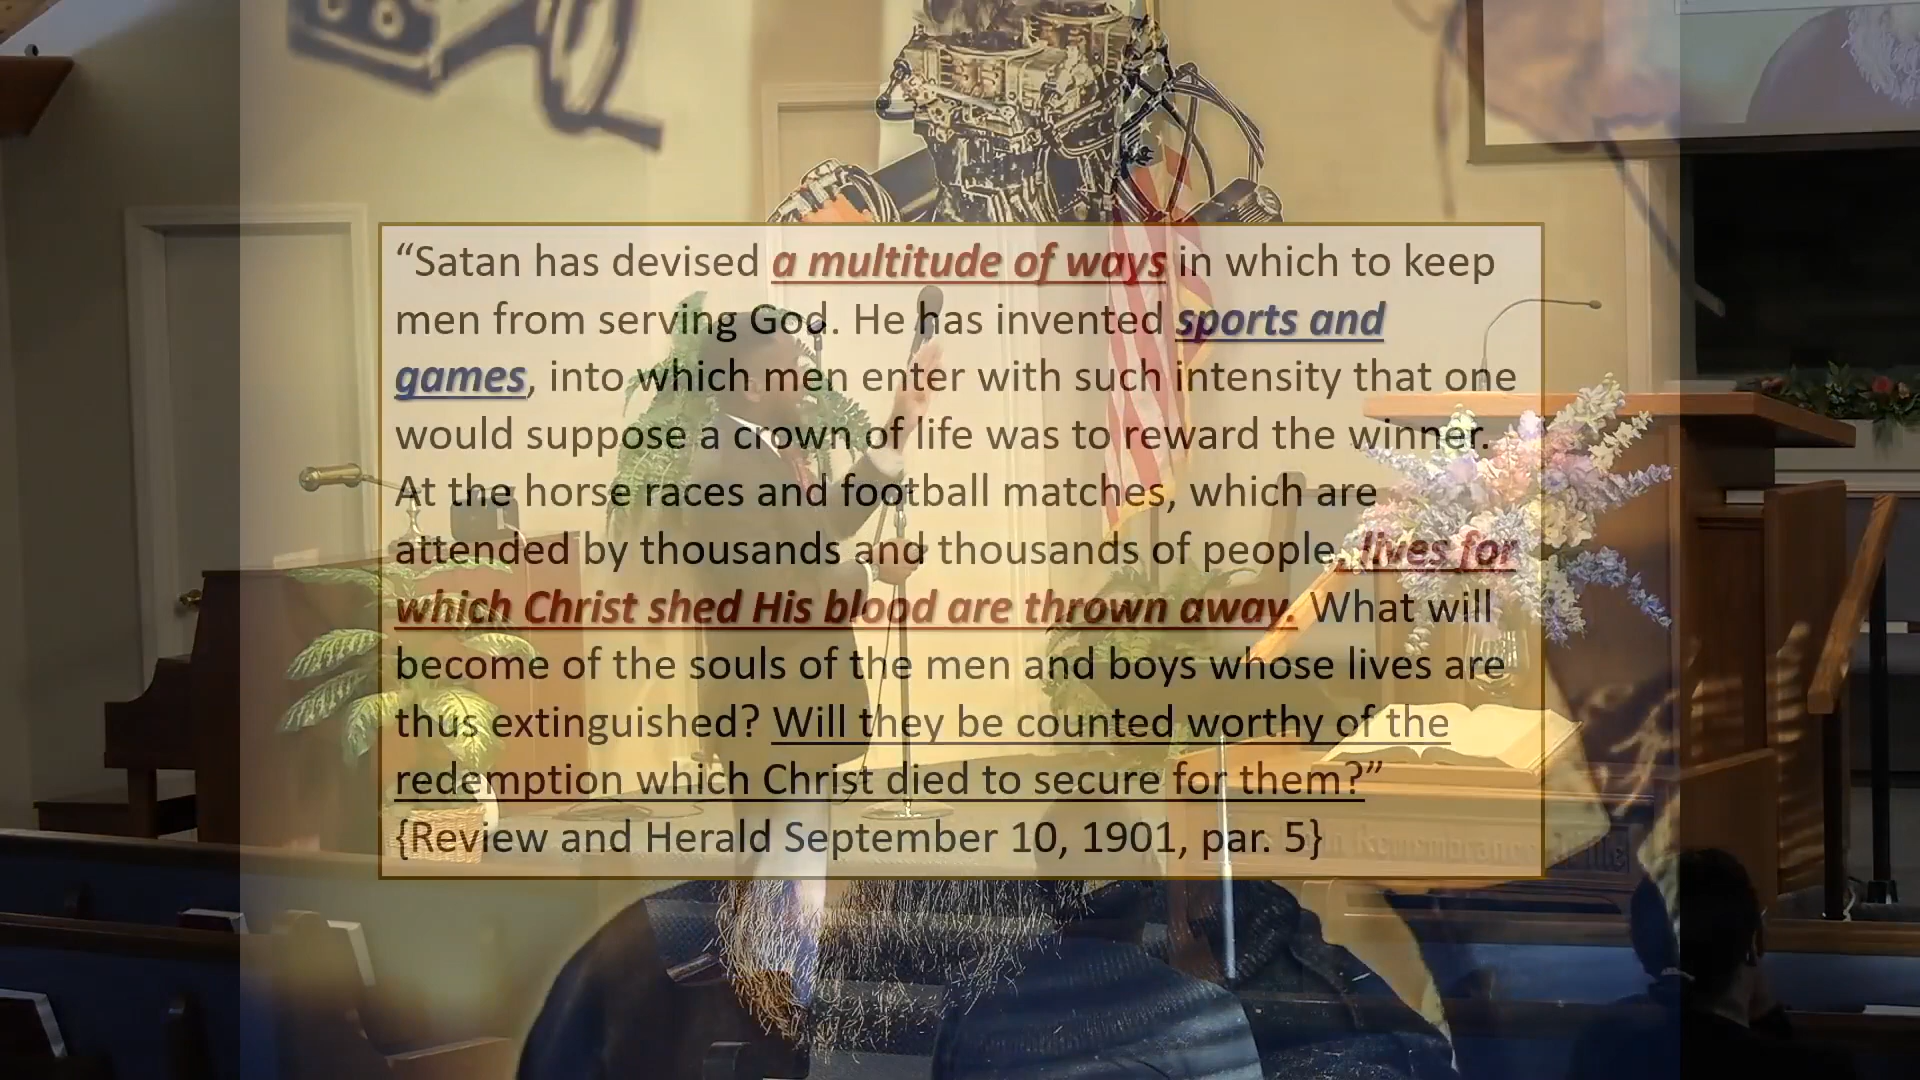 “Satan has devised a multitude of ways in which to keep
men from serving God. He has invented sports and
games, into which men enter with such intensity that one
would suppose a crown of life was to reward the winner.
At the horse races and football matches, which are
attended by thousands and thousands of people, lives for
which Christ shed His blood are thrown away. What will
become of the souls of the men and boys whose lives are
thus extinguished? Will they be counted worthy of the
redemption which Christ died to secure for them?”
{Review and Herald September 10, 1901, par. 5}